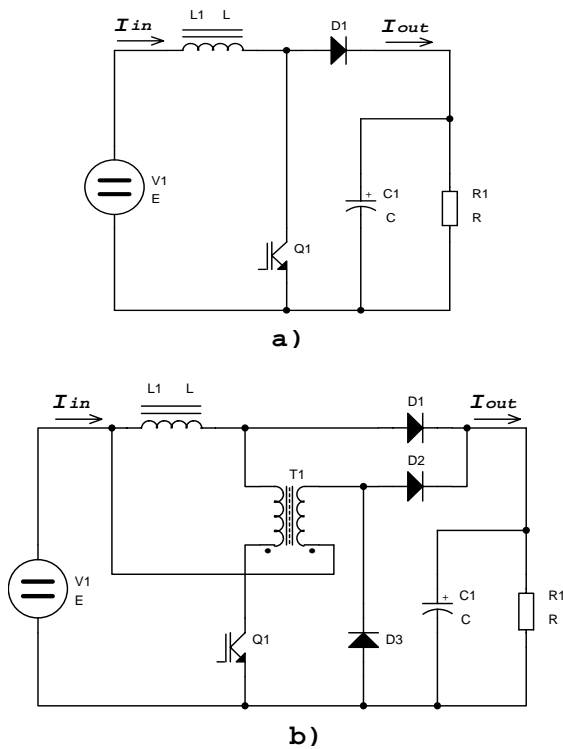 Iin
L1 L
D1
Iout
V1
E
Q1
+
C1
C
R1
R
a)
Iin
L1 L
D1
Iout
D2
T1
V1
E
Q1
D3
+
C1
C
R1
R
b)